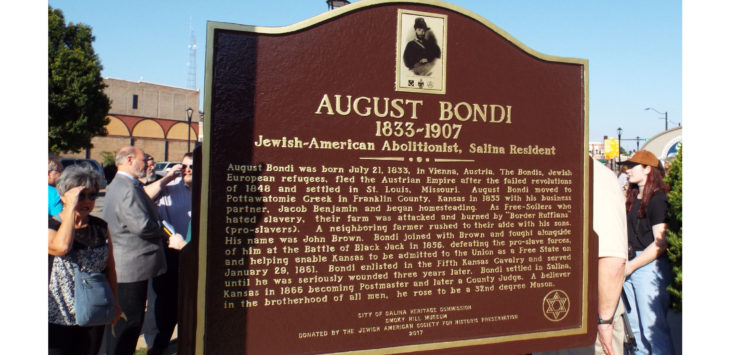 AUGUST BONDI
1833-1907
Jewish-American Abolitionist, Salina Resident
August Bondi was born July 21, 1833, in Vienna, Austria. The Bondis, Jewish
European refugees, fled the Austrian Empire after the failed revolutions
of 1848 and settled in St. Louis, Missouri. August Bondi moved to
Pottawatomie Creek in Franklin County, Kansas in 1855 with his business
partner, Jacob Benjamin and began homesteading. As Free-Soilers who
hated slavery, their farm was attacked and burned by "Border Ruffians"
(pro-slavers). A neighboring farmer rushed to their aide with his sons.
His name was John Brown. Bondi joined with Brown and fought alongside
of him at the Battle of Black Jack in 1856, defeating the pro-slave forces,
and helping enable Kansas to be admitted to the Union as a Free State on
January 29, 1861. Bondi enlisted in the Fifth Kansas Cavalry and served
until he was seriously wounded three years later. Bondi settled in Salina,
Kansas in 1866 becoming Postmaster and later a County Judge. A believer
in the brotherhood of all men, he rose to be a 32nd degree Mason.
CITY OF SALINA HERITAGE COMMISSION
SMOKY HILL MUSEUM
DONATED BY THE JEWISH AMERICAN SOCIETY FOR HISTORIC PRESERVATION
2017